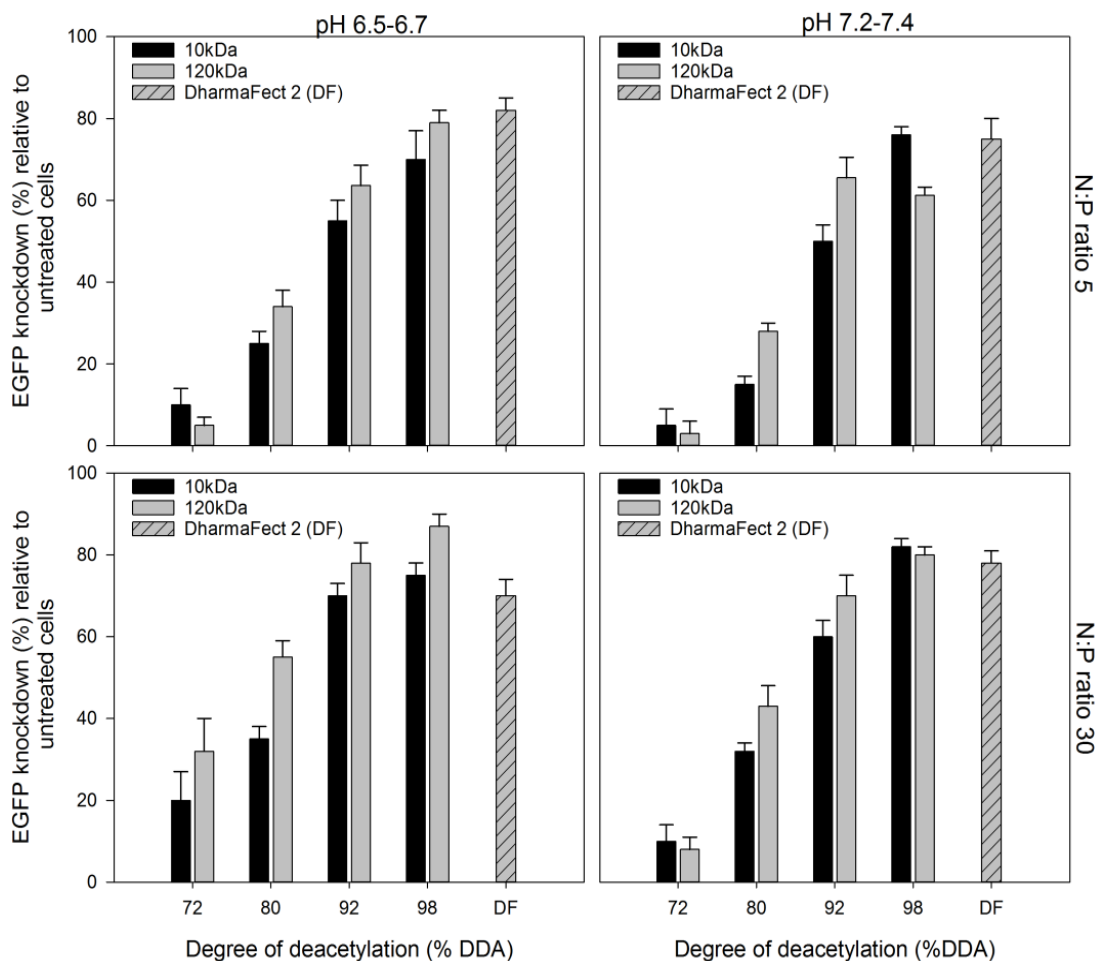 pH 6.5-6.7
pH 7.2-7.4
100
80
60
40
20
0
EGFP knockdown (%) relative to
untreated cells
10kDa
120kDa
DharmaFect 2 (DF)
10kDa
120kDa
DharmaFect 2 (DF)
N:P ratio 5
100
80
60
40
20
0
EGFP knockdown (%) relative to
untreated cells
10kDa
120kDa
DharmaFect 2 (DF)
10kDa
120kDa
DharmaFect 2 (DF)
N:P ratio 30
72 80 92 98 DF
72 80 92 98 DF
Degree of deacetylation (% DDA)
Degree of deacetylation (%DDA)